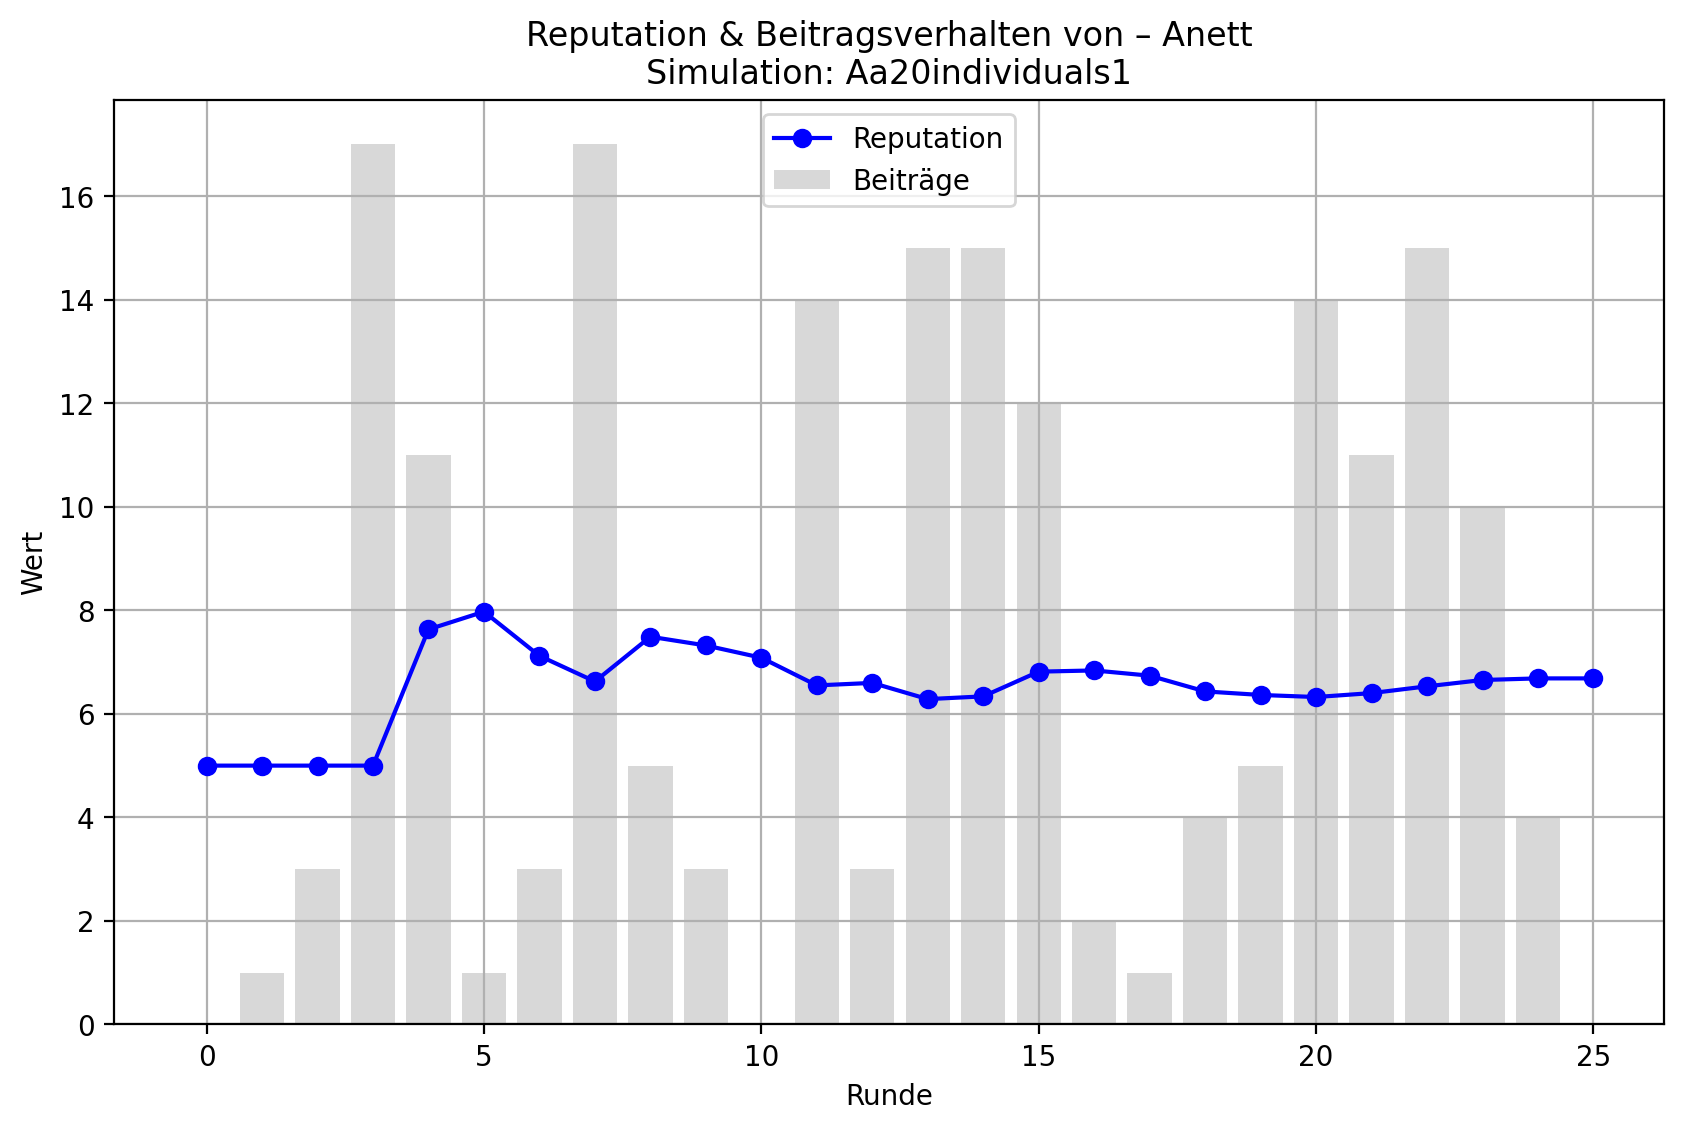 Reputation & Beitragsverhalten von – Anett
Simulation: Aa20individuals1
Reputation
Beiträge
16
14
12
10
8
6
4
2
0
Wert
0 5 10 15 20 25
Runde